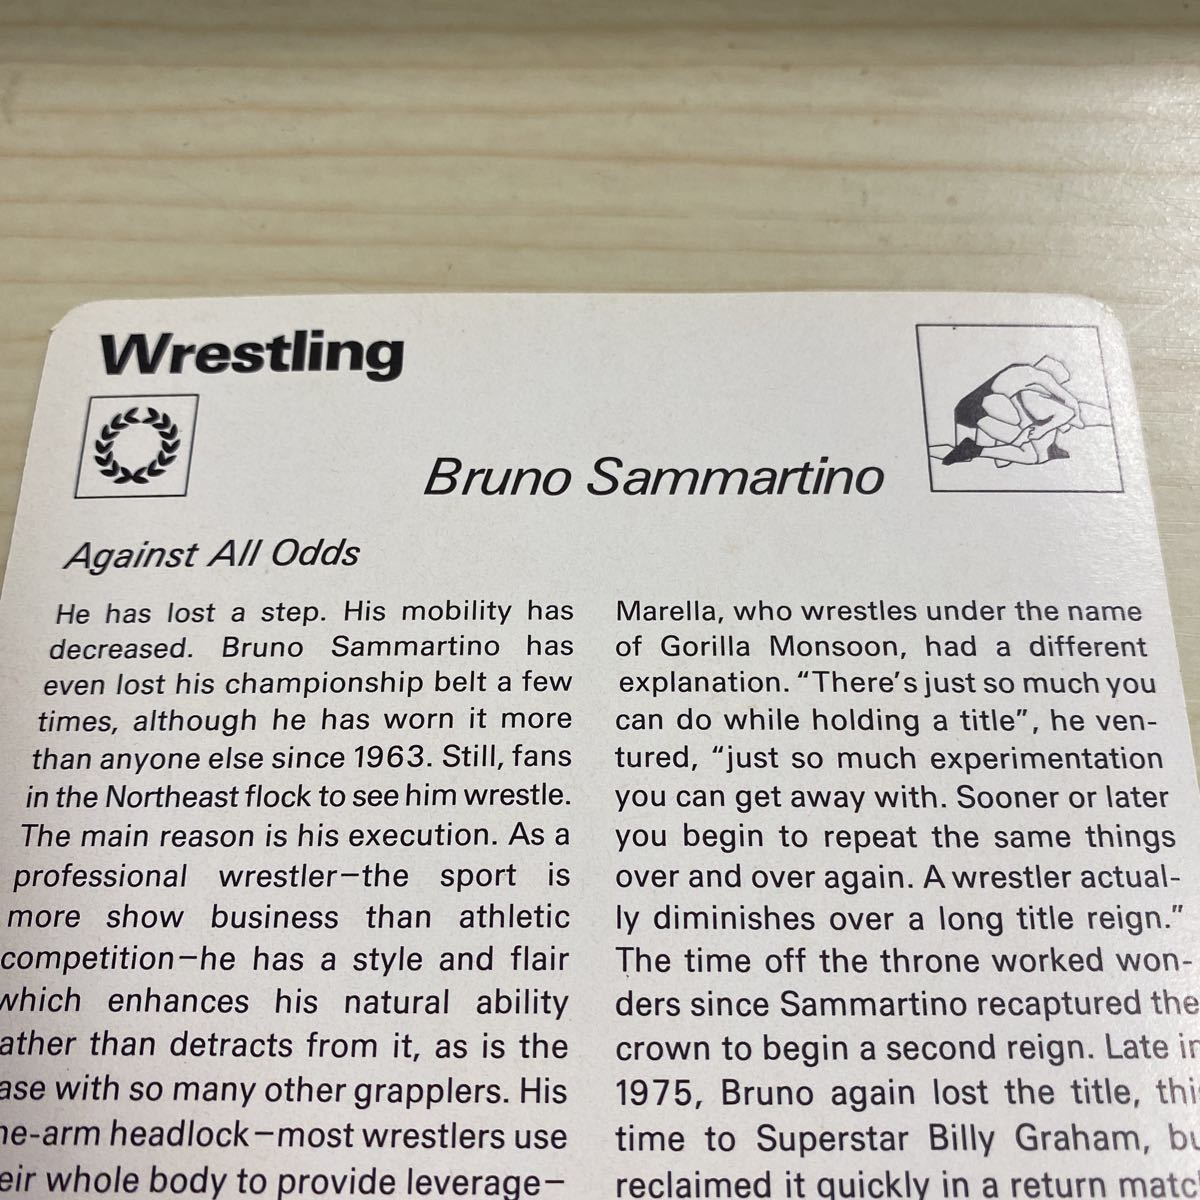 Wrestling
Bruno Sammartino
Against All Odds
He has lost a step. His mobility has
decreased. Bruno Sammartino has
even lost his championship belt a few
times, although he has worn it more
than anyone else since 1963. Still, fans
in the Northeast flock to see him wrestle.
The main reason is his execution. As a
professional wrestler—the sport is
more show business than athletic
competition—he has a style and flair
which enhances his natural ability
ather than detracts from it, as is the
ase with so many other grapplers. His
ne-arm headlock—most wrestlers use
eir whole body to provide leverage—
Marella, who wrestles under the name
of Gorilla Monsoon, had a different
explanation. “There's just so much you
can do while holding a title”, he ven-
tured, “just so much experimentation
you can get away with. Sooner or later
you begin to repeat the same things
over and over again. A wrestler actual-
ly diminishes over a long title reign.”
The time off the throne worked won-
ders since Sammartino recaptured the
crown to begin a second reign. Late in
1975, Bruno again lost the title, thi
time to Superstar Billy Graham, bu
reclaimed it quickly in a return matc